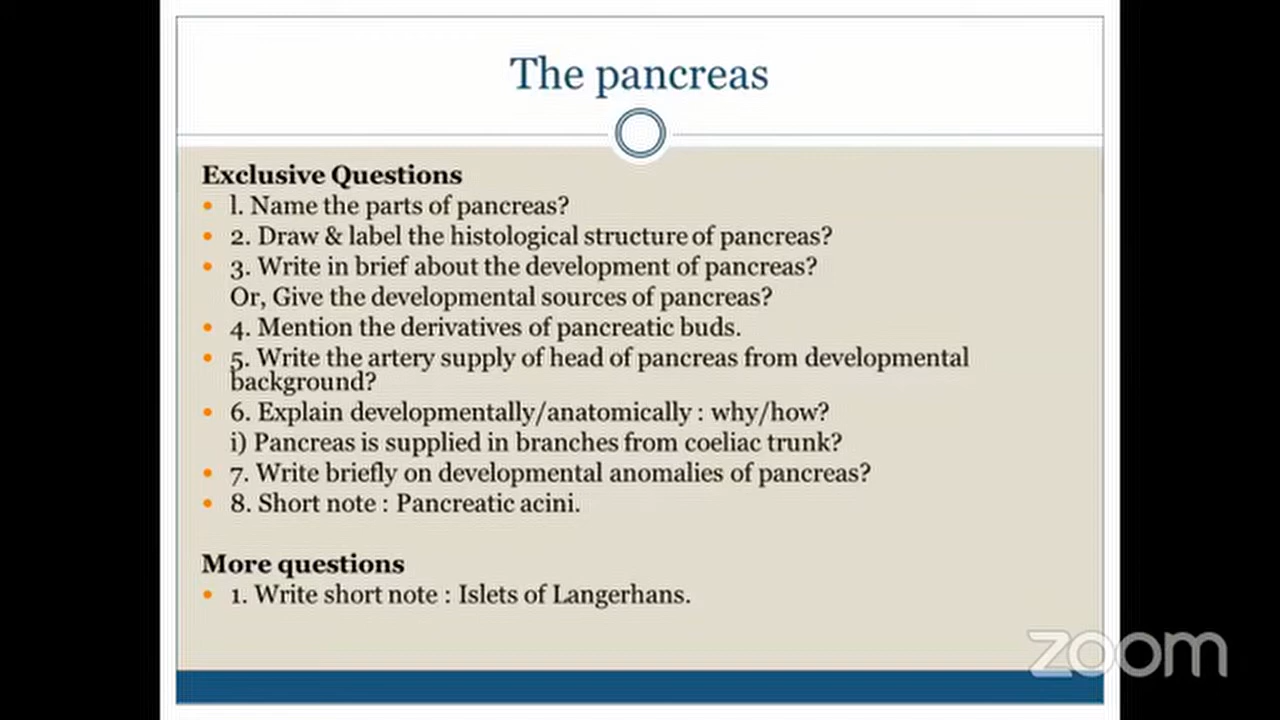 The pancreas
Exclusive Questions
• l. Name the parts of pancreas?
• 2. Draw & label the histological structure of pancreas?
• 3. Write in brief about the development of pancreas?
Or, Give the developmental sources of pancreas?
• 4. Mention the derivatives of pancreatic buds.
• 5. Write the artery supply of head of pancreas from developmental
background?
• 6. Explain developmentally/anatomically : why/how?
i) Pancreas is supplied in branches from coeliac trunk?
• 7. Write briefly on developmental anomalies of pancreas?
• 8. Short note : Pancreatic acini.
More questions
• 1. Write short note : Islets of Langerhans.
zoom